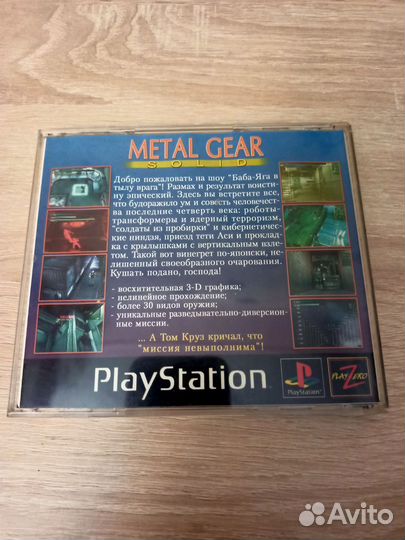 METAL GEAR
SOLID
Добро пожаловать на шоу "Баба-Яга в
тылу врага"! Размах и результат воисти-
ну эпический. Здесь вы встретите все,
что будоражило ум и совесть человечест-
ва последние четверть века: роботы-
трансформеры и ядерный терроризм,
"солдаты из пробирки" и кибернетичес-
кие ниндзя, приезд тети Аси и проклад-
ка с крылышками с вертикальным взле-
том. Такой вот винегрет по-японски, не-
лишенный своеобразного очарования.
Кушать подано, господа!
- восхитительная 3-D графика;
- нелинейное прохождение;
- более 30 видов оружия;
- уникальные разведывательно-диверсион-
ные миссии.
... А Том Круз кричал, что
"миссия невыполнима"!
PlayStation
PlayStation
PLAYZERO
Avito